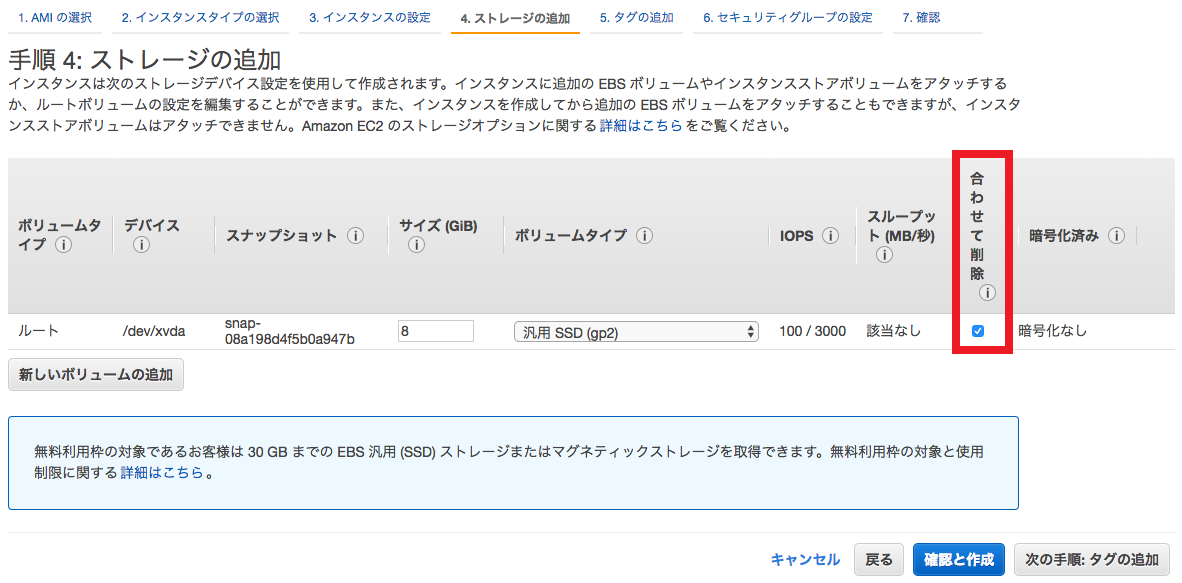 1. AMI の選択 2. インスタンスタイプの選択 3. インスタンスの設定 4. ストレージの追加 5. タグの追加 6. セキュリティグループの設定 7. 確認
手順 4: ストレージの追加
インスタンスは次のストレージデバイス設定を使用して作成されます。インスタンスに追加の EBS ボリュームやインスタンスストアボリュームをアタッチする
か、ルートボリュームの設定を編集することができます。また、インスタンスを作成してから追加の EBS ボリュームをアタッチすることもできますが、インスタ
ンスストアボリュームはアタッチできません。Amazon EC2 のストレージオプションに関する 詳細はこちら をご覧ください。
ボリュームタ
イプ i
デバイス
i
スナップショット i
サイズ (GiB)
i
ボリュームタイプ i
IOPS i
スループッ
ト (MB/秒)
i
合
わ
せ
て
削
除
i
暗号化済み i
ルート
/dev/xvda
snap-
08a198d4f5b0a947b
8
汎用 SSD (gp2)
100 / 3000
該当なし
暗号化なし
新しいボリュームの追加
無料利用枠の対象であるお客様は 30 GB までの EBS 汎用 (SSD) ストレージまたはマグネティックストレージを取得できます。無料利用枠の対象と使用
制限に関する 詳細はこちら 。
キャンセル 戻る 確認と作成 次の手順: タグの追加